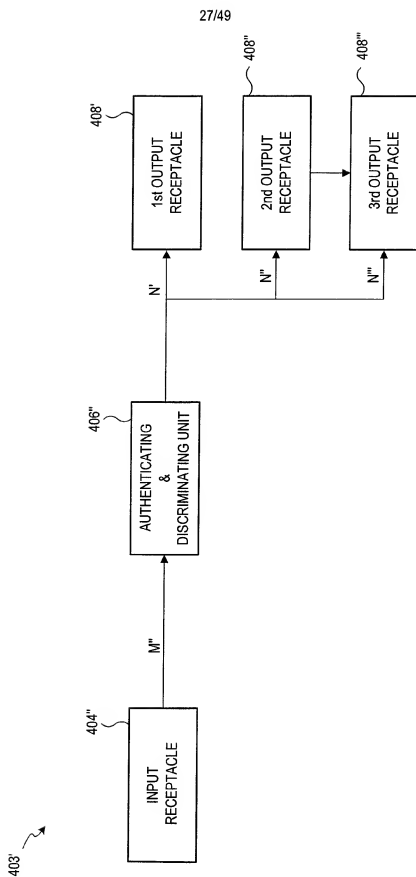 27/49
403'
404"
INPUT
RECEPTACLE
M"
406"
AUTHENTICATING
&
DISCRIMINATING UNIT
N'
N"
N'"
408'
1st OUTPUT
RECEPTACLE
408"
2nd OUTPUT
RECEPTACLE
408'"
3rd OUTPUT
RECEPTACLE